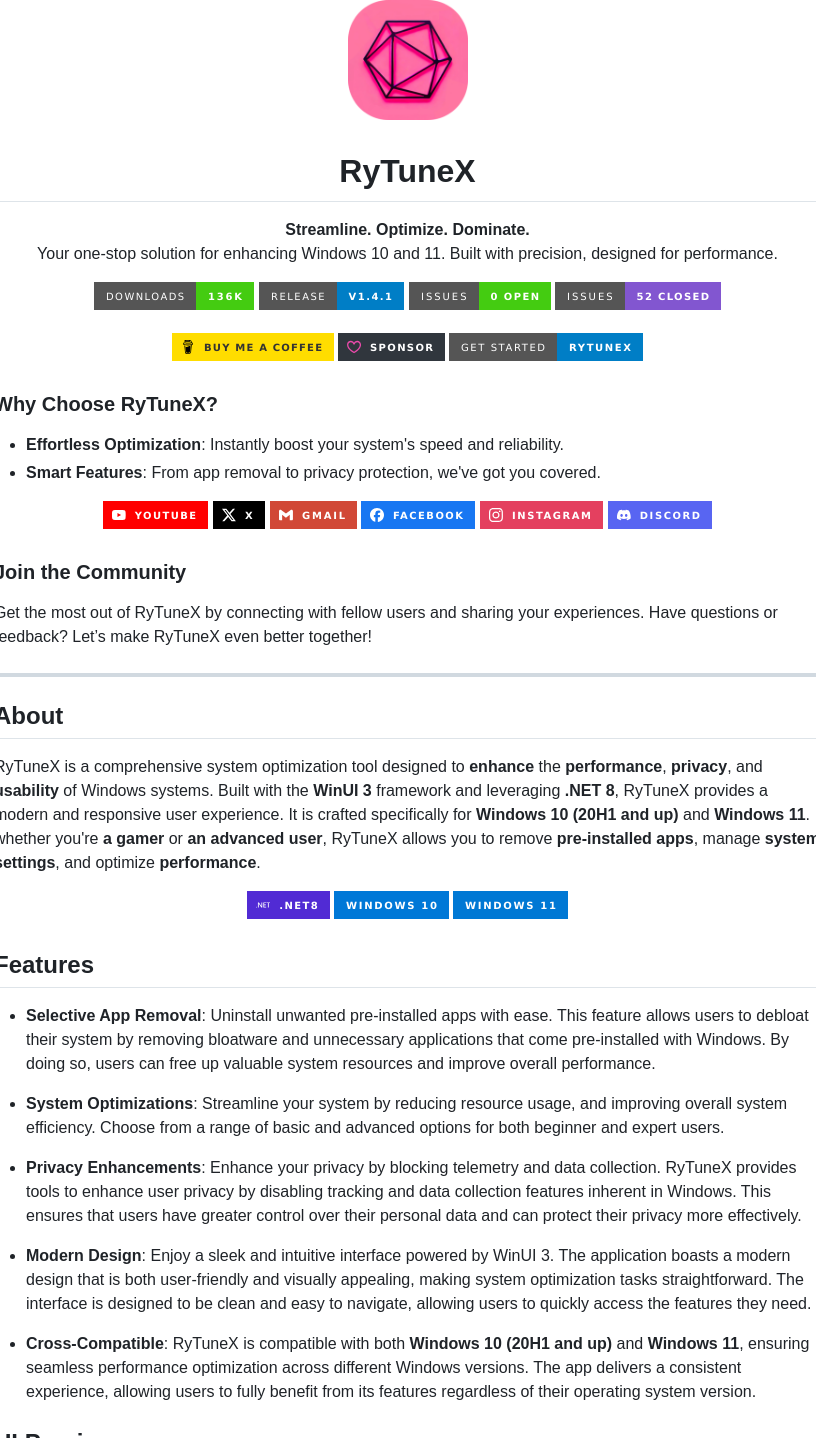 RyTuneX
Streamline. Optimize. Dominate.
Your one-stop solution for enhancing Windows 10 and 11. Built with precision, designed for performance.
DOWNLOADS 136K RELEASE V1.4.1 ISSUES 0 OPEN ISSUES 52 CLOSED
BUY ME A COFFEE SPONSOR GET STARTED RYTUNEX
Why Choose RyTuneX?
Effortless Optimization: Instantly boost your system's speed and reliability.
Smart Features: From app removal to privacy protection, we've got you covered.
YOUTUBE X GMAIL FACEBOOK INSTAGRAM DISCORD
Join the Community
Get the most out of RyTuneX by connecting with fellow users and sharing your experiences. Have questions or
feedback? Let’s make RyTuneX even better together!
About
RyTuneX is a comprehensive system optimization tool designed to enhance the performance, privacy, and
usability of Windows systems. Built with the WinUI 3 framework and leveraging .NET 8, RyTuneX provides a
modern and responsive user experience. It is crafted specifically for Windows 10 (20H1 and up) and Windows 11.
whether you're a gamer or an advanced user, RyTuneX allows you to remove pre-installed apps, manage system
settings, and optimize performance.
.NET .NET8 WINDOWS 10 WINDOWS 11
Features
Selective App Removal: Uninstall unwanted pre-installed apps with ease. This feature allows users to debloat
their system by removing bloatware and unnecessary applications that come pre-installed with Windows. By
doing so, users can free up valuable system resources and improve overall performance.
System Optimizations: Streamline your system by reducing resource usage, and improving overall system
efficiency. Choose from a range of basic and advanced options for both beginner and expert users.
Privacy Enhancements: Enhance your privacy by blocking telemetry and data collection. RyTuneX provides
tools to enhance user privacy by disabling tracking and data collection features inherent in Windows. This
ensures that users have greater control over their personal data and can protect their privacy more effectively.
Modern Design: Enjoy a sleek and intuitive interface powered by WinUI 3. The application boasts a modern
design that is both user-friendly and visually appealing, making system optimization tasks straightforward. The
interface is designed to be clean and easy to navigate, allowing users to quickly access the features they need.
Cross-Compatible: RyTuneX is compatible with both Windows 10 (20H1 and up) and Windows 11, ensuring
seamless performance optimization across different Windows versions. The app delivers a consistent
experience, allowing users to fully benefit from its features regardless of their operating system version.